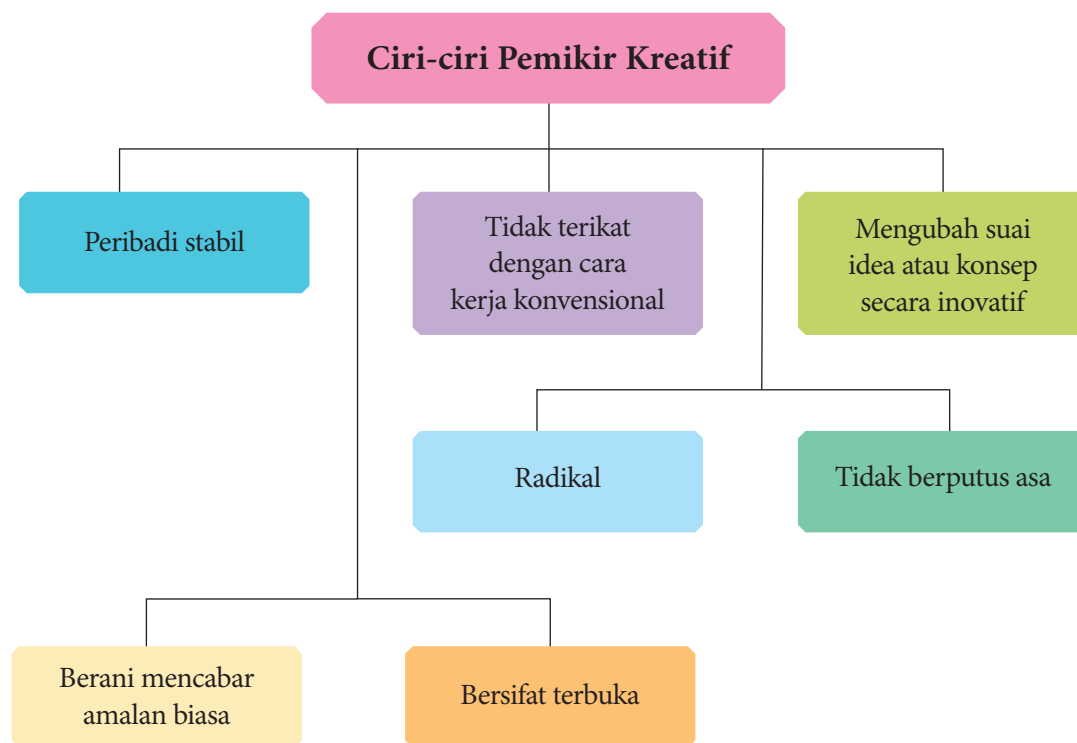 Ciri-ciri Pemikir Kreatif
Peribadi stabil
Tidak terikat
dengan cara
kerja konvensional
Mengubah suai
idea atau konsep
secara inovatif
Radikal
Tidak berputus asa
Berani mencabar
amalan biasa
Bersifat terbuka